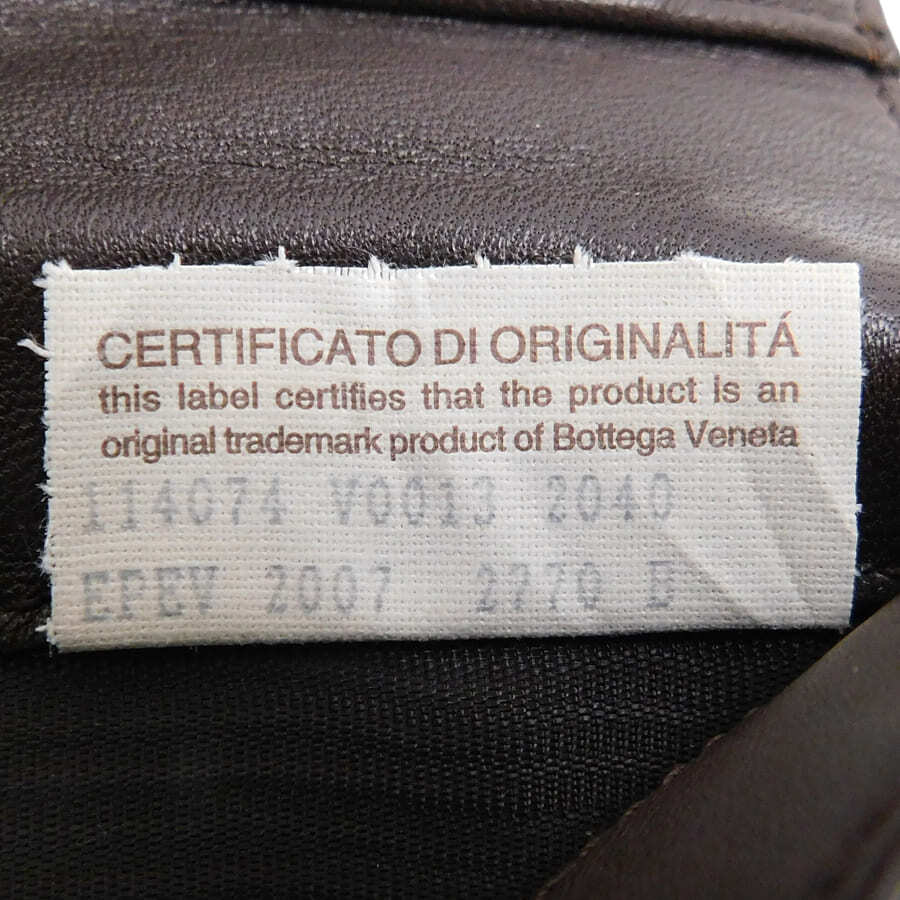 CERTIFICATO DI ORIGINALITÁ
this label certifies that the product is an
original trademark product of Bottega Veneta
114074 V0013 2040
EPEV 2007 2770 E